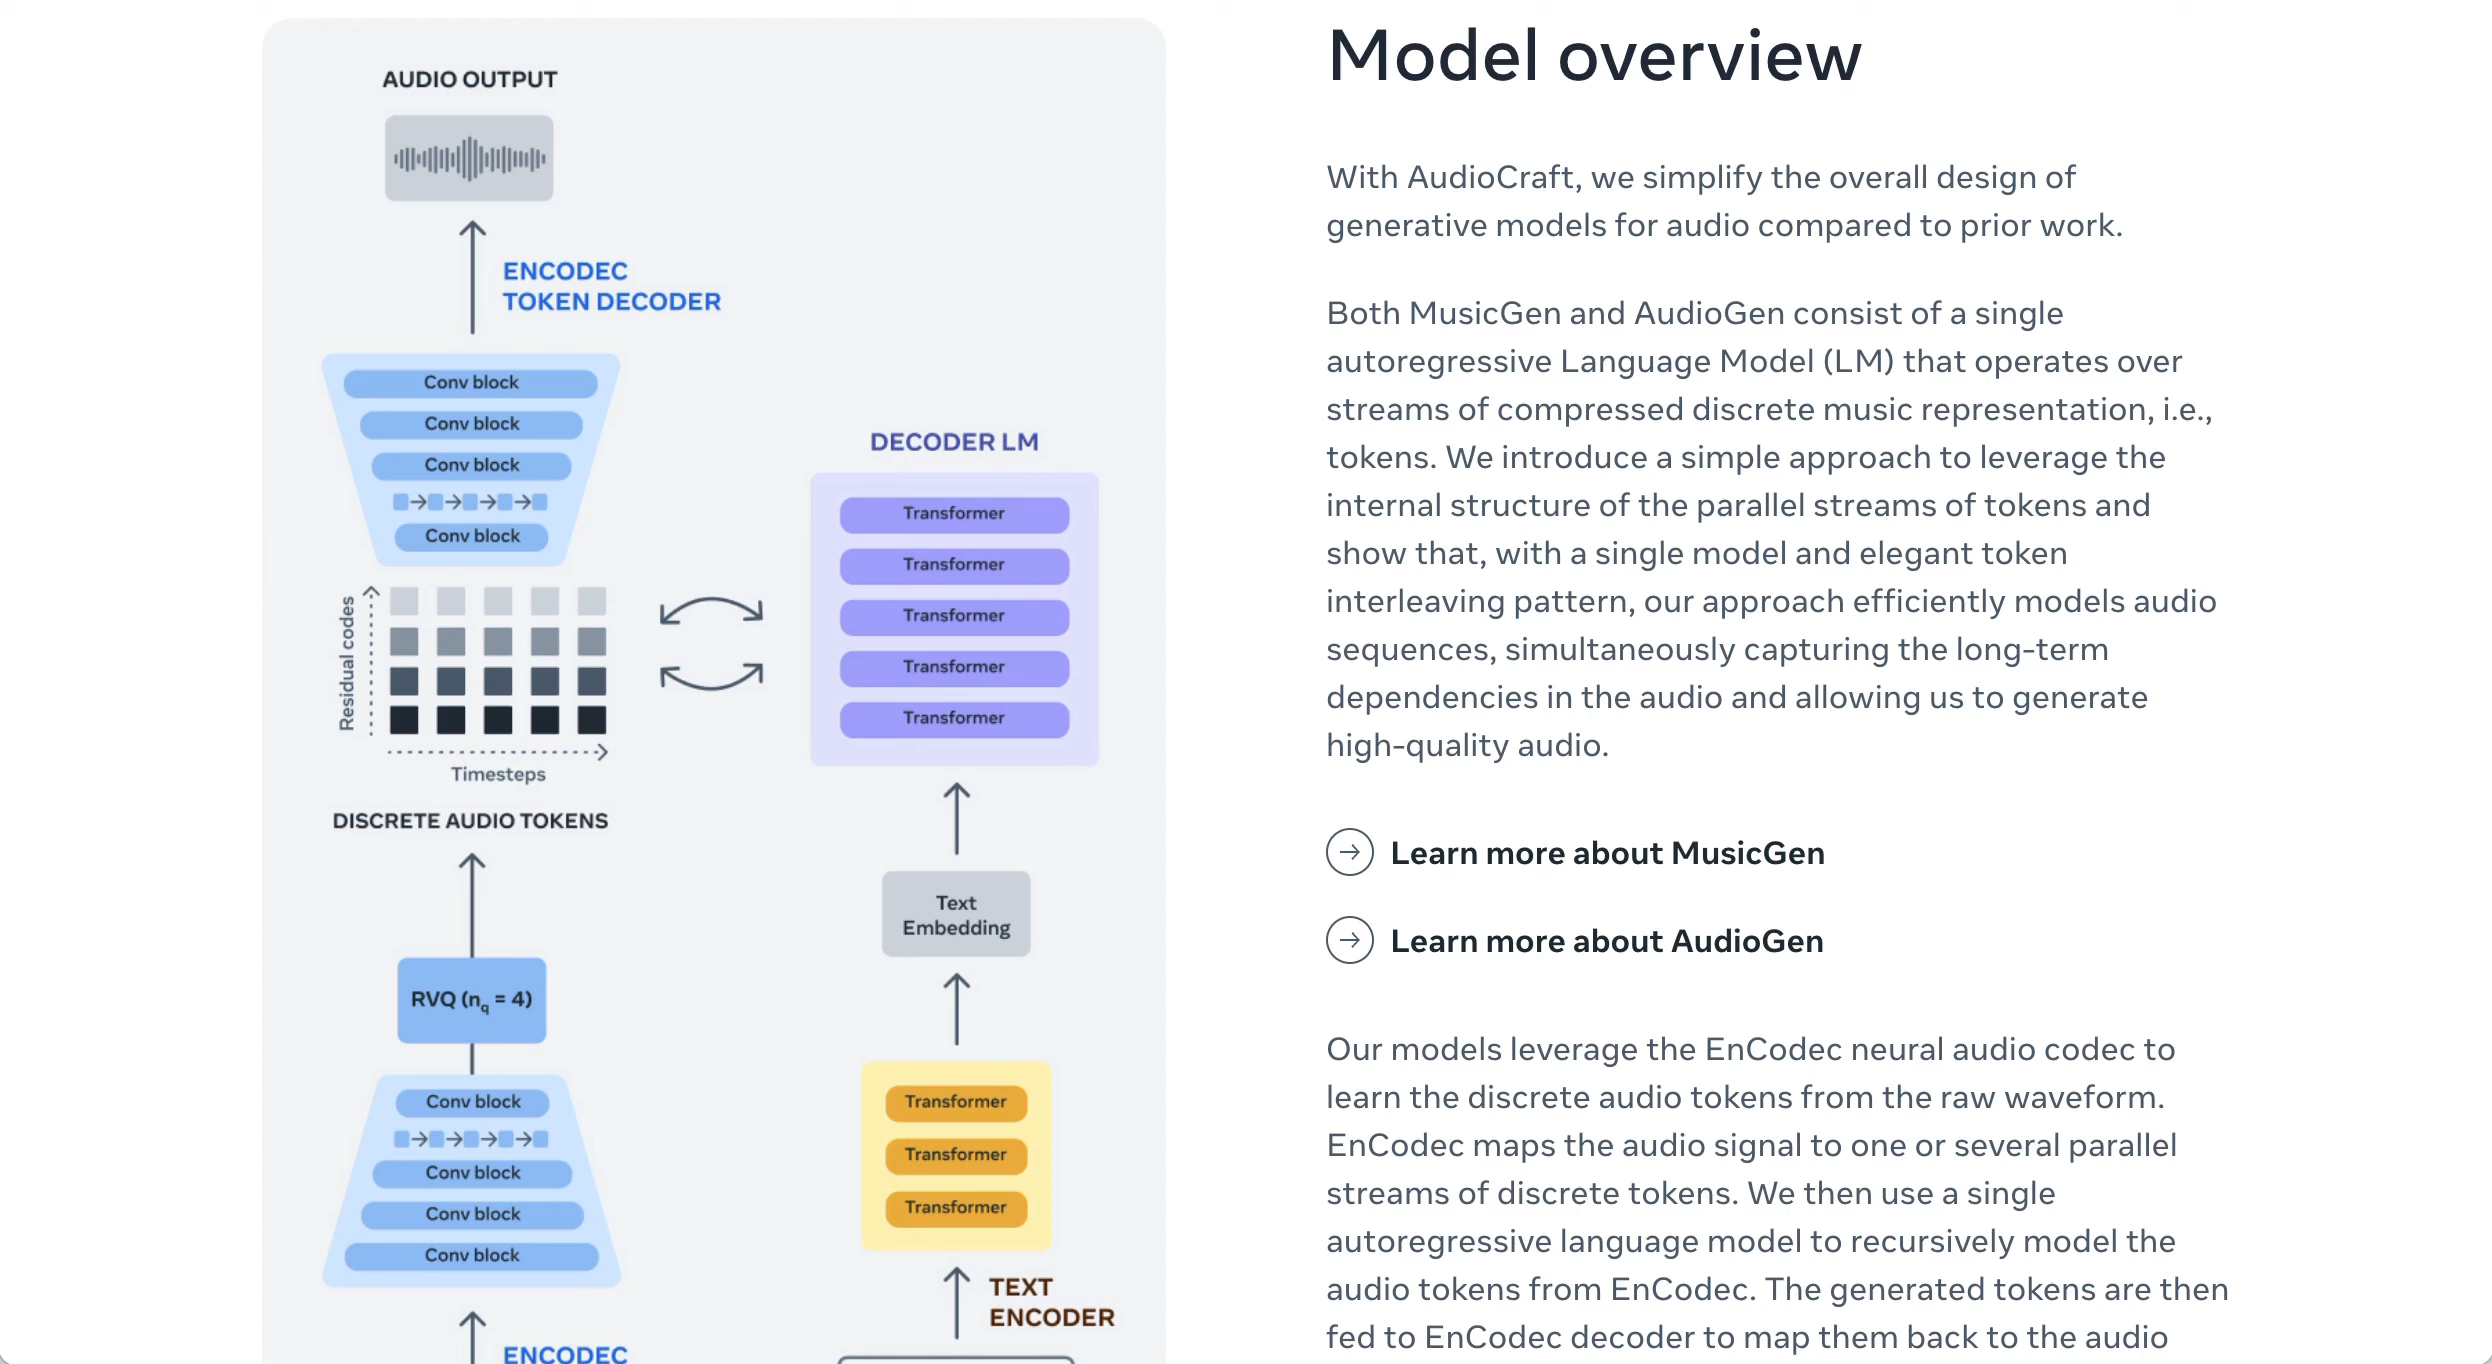 AUDIO OUTPUT
ENCODEC
TOKEN DECODER
Conv block
Conv block
Conv block
Conv block
Residual codes
Timesteps
DISCRETE AUDIO TOKENS
RVQ (nq = 4)
Conv block
Conv block
Conv block
Conv block
ENCODEC
DECODER LM
Transformer
Transformer
Transformer
Transformer
Transformer
Text
Embedding
Transformer
Transformer
Transformer
TEXT
ENCODER
Model overview
With AudioCraft, we simplify the overall design of
generative models for audio compared to prior work.
Both MusicGen and AudioGen consist of a single
autoregressive Language Model (LM) that operates over
streams of compressed discrete music representation, i.e.,
tokens. We introduce a simple approach to leverage the
internal structure of the parallel streams of tokens and
show that, with a single model and elegant token
interleaving pattern, our approach efficiently models audio
sequences, simultaneously capturing the long-term
dependencies in the audio and allowing us to generate
high-quality audio.
Learn more about MusicGen
Learn more about AudioGen
Our models leverage the EnCodec neural audio codec to
learn the discrete audio tokens from the raw waveform.
EnCodec maps the audio signal to one or several parallel
streams of discrete tokens. We then use a single
autoregressive language model to recursively model the
audio tokens from EnCodec. The generated tokens are then
fed to EnCodec decoder to map them back to the audio